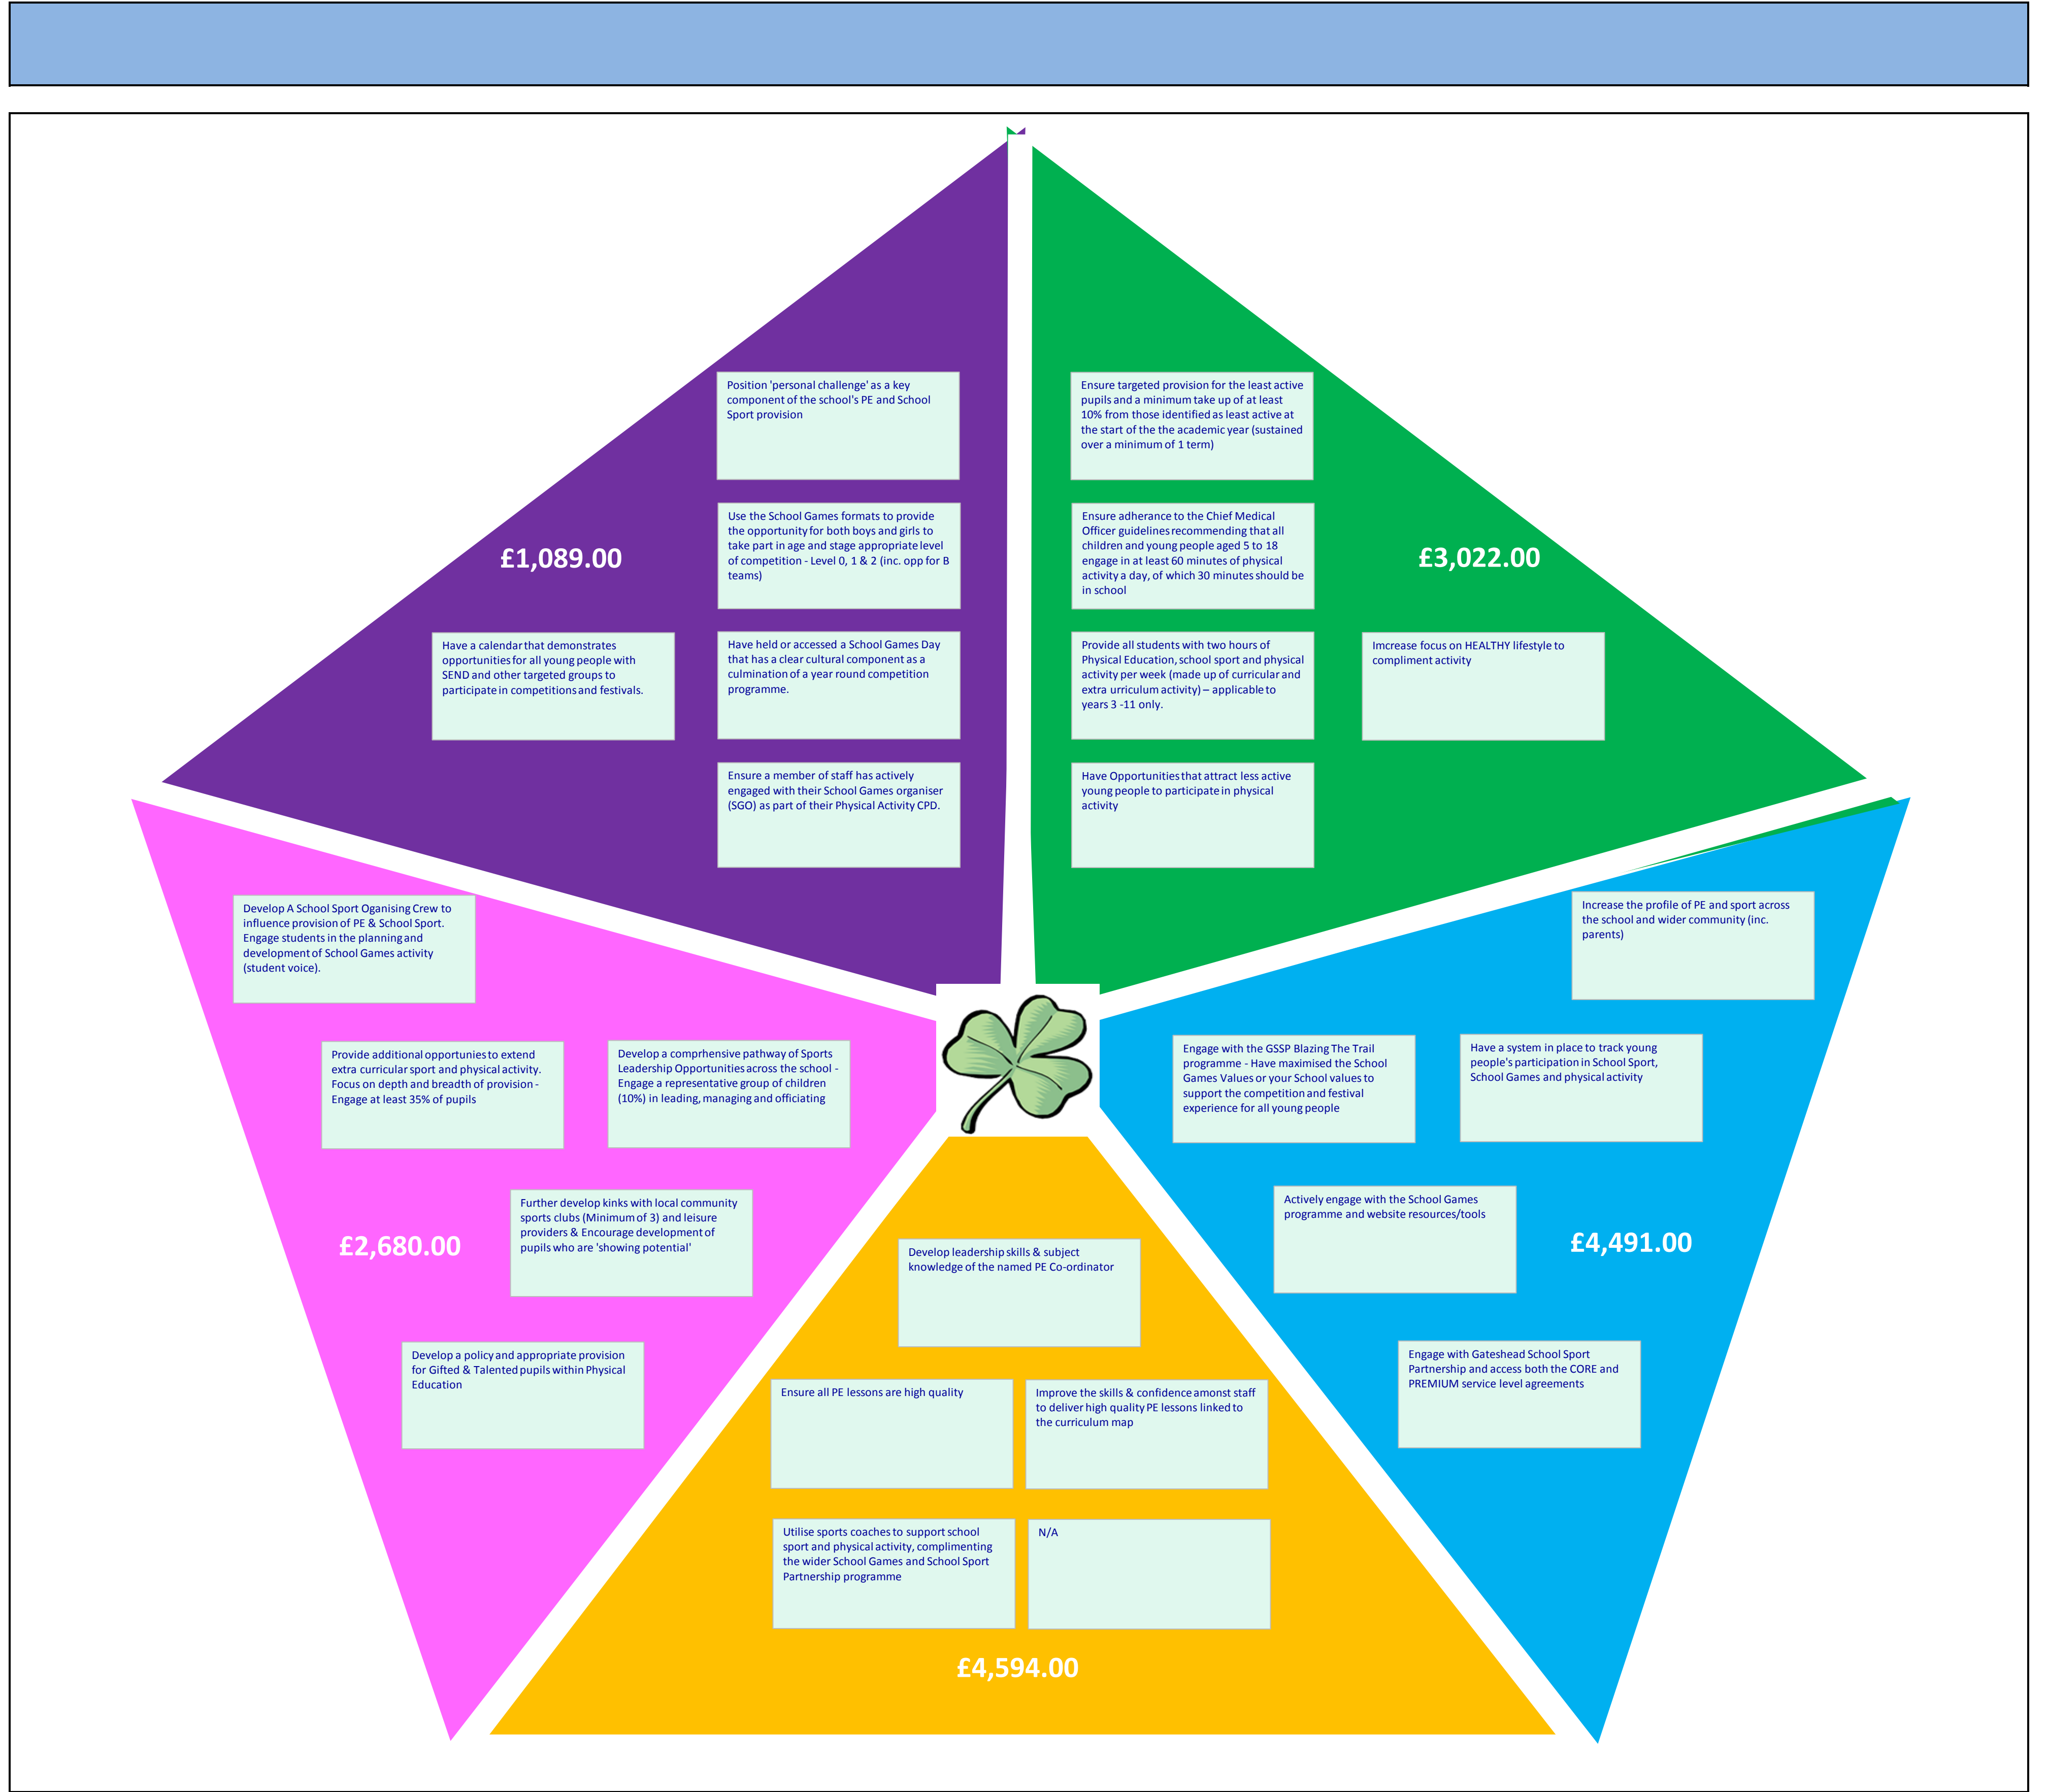 Position 'personal challenge' as a key
component of the school's PE and School
Sport provision
Use the School Games formats to provide
the opportunity for both boys and girls to
take part in age and stage appropriate level
of competition - Level 0, 1 & 2 (inc. opp for B
teams)
£1,089.00
Have a calendar that demonstrates
opportunities for all young people with
SEND and other targeted groups to
participate in competitions and festivals.
Have held or accessed a School Games Day
that has a clear cultural component as a
culmination of a year round competition
programme.
Ensure a member of staff has actively
engaged with their School Games organiser
(SGO) as part of their Physical Activity CPD.
Ensure targeted provision for the least active
pupils and a minimum take up of at least
10% from those identified as least active at
the start of the the academic year (sustained
over a minimum of 1 term)
Ensure adherance to the Chief Medical
Officer guidelines recommending that all
children and young people aged 5 to 18
engage in at least 60 minutes of physical
activity a day, of which 30 minutes should be
in school
£3,022.00
Provide all students with two hours of
Physical Education, school sport and physical
activity per week (made up of curricular and
extra urriculum activity) – applicable to
years 3 -11 only.
Imcrease focus on HEALTHY lifestyle to
compliment activity
Have Opportunities that attract less active
young people to participate in physical
activity
Develop A School Sport Oganising Crew to
influence provision of PE & School Sport.
Engage students in the planning and
development of School Games activity
(student voice).
Provide additional opportunies to extend
extra curricular sport and physical activity.
Focus on depth and breadth of provision -
Engage at least 35% of pupils
Develop a comprhensive pathway of Sports
Leadership Opportunities across the school -
Engage a representative group of children
(10%) in leading, managing and officiating
Further develop kinks with local community
sports clubs (Minimum of 3) and leisure
providers & Encourage development of
pupils who are 'showing potential'
£2,680.00
Develop a policy and appropriate provision
for Gifted & Talented pupils within Physical
Education
Increase the profile of PE and sport across
the school and wider community (inc.
parents)
Engage with the GSSP Blazing The Trail
programme - Have maximised the School
Games Values or your School values to
support the competition and festival
experience for all young people
Have a system in place to track young
people's participation in School Sport,
School Games and physical activity
Actively engage with the School Games
programme and website resources/tools
£4,491.00
Engage with Gateshead School Sport
Partnership and access both the CORE and
PREMIUM service level agreements
Develop leadership skills & subject
knowledge of the named PE Co-ordinator
Ensure all PE lessons are high quality
Improve the skills & confidence amonst staff
to deliver high quality PE lessons linked to
the curriculum map
Utilise sports coaches to support school
sport and physical activity, complimenting
the wider School Games and School Sport
Partnership programme
N/A
£4,594.00